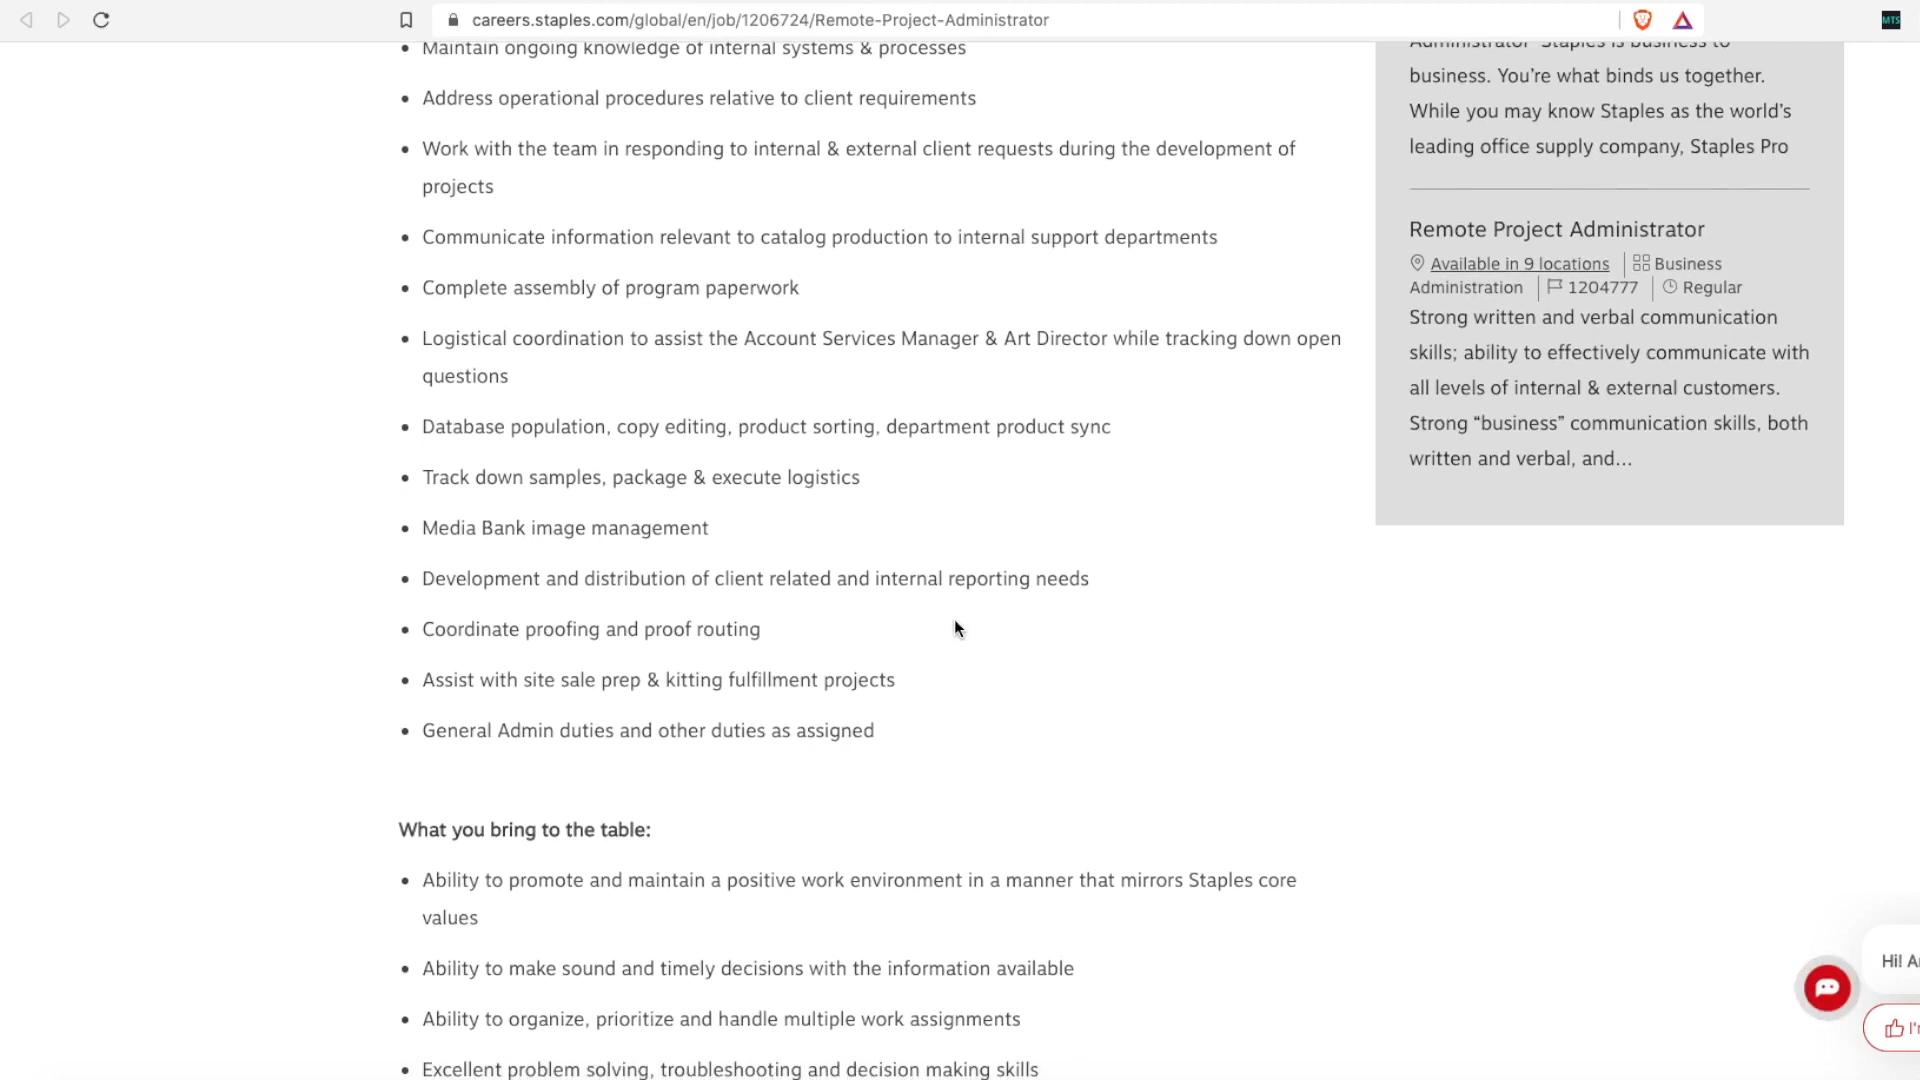 careers.staples.com/global/en/job/1206724/Remote-Project-Administrator
MTS
Maintain ongoing knowledge of internal systems & processes
Address operational procedures relative to client requirements
Work with the team in responding to internal & external client requests during the development of
projects
Communicate information relevant to catalog production to internal support departments
Complete assembly of program paperwork
Logistical coordination to assist the Account Services Manager & Art Director while tracking down open
questions
Database population, copy editing, product sorting, department product sync
Track down samples, package & execute logistics
Media Bank image management
Development and distribution of client related and internal reporting needs
Coordinate proofing and proof routing
Assist with site sale prep & kitting fulfillment projects
General Admin duties and other duties as assigned
What you bring to the table:
Ability to promote and maintain a positive work environment in a manner that mirrors Staples core
values
Ability to make sound and timely decisions with the information available
Ability to organize, prioritize and handle multiple work assignments
Excellent problem solving, troubleshooting and decision making skills
Administrator Staples is business to
business. You’re what binds us together.
While you may know Staples as the world’s
leading office supply company, Staples Pro
Remote Project Administrator
Available in 9 locations Business
Administration 1204777 Regular
Strong written and verbal communication
skills; ability to effectively communicate with
all levels of internal & external customers.
Strong “business” communication skills, both
written and verbal, and...
Hi!